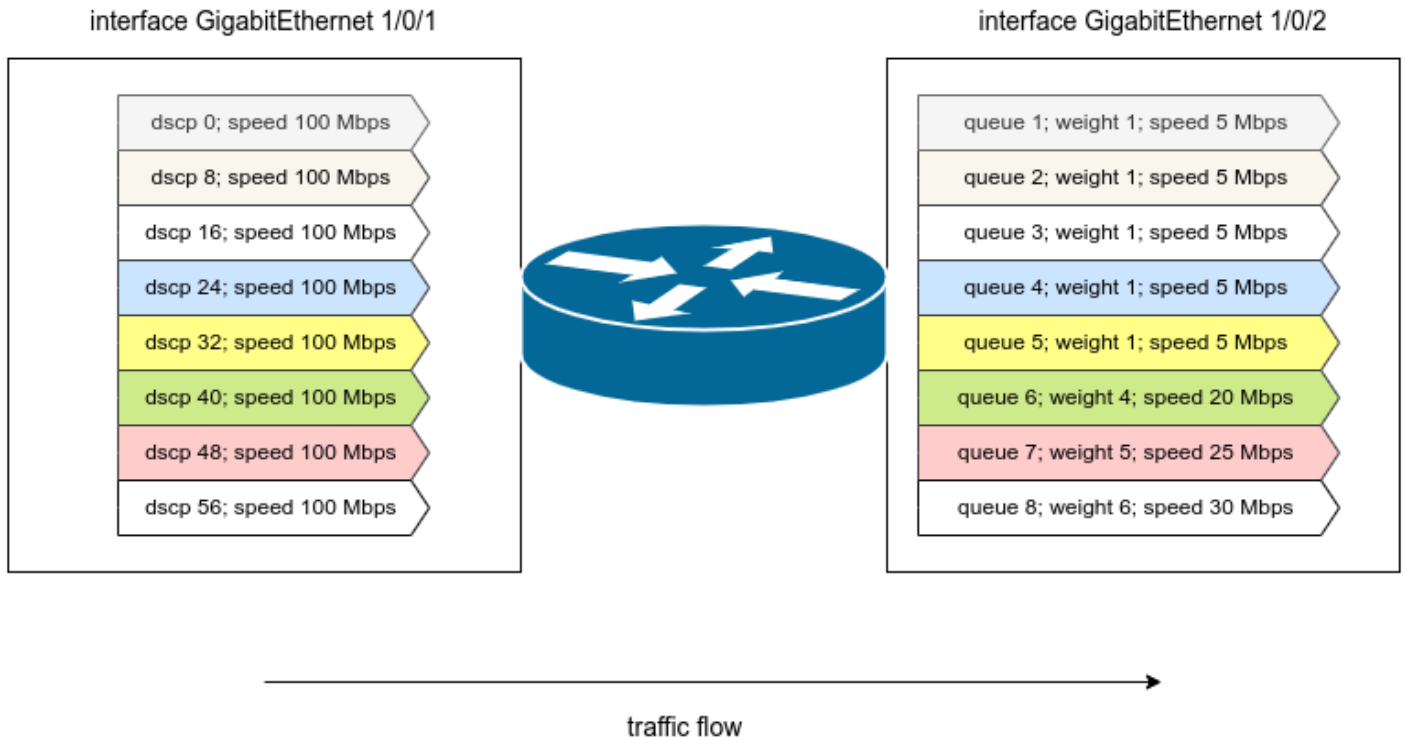 interface GigabitEthernet 1/0/1
dscp 0; speed 100 Mbps
dscp 8; speed 100 Mbps
dscp 16; speed 100 Mbps
dscp 24; speed 100 Mbps
dscp 32; speed 100 Mbps
dscp 40; speed 100 Mbps
dscp 48; speed 100 Mbps
dscp 56; speed 100 Mbps
interface GigabitEthernet 1/0/2
queue 1; weight 1; speed 5 Mbps
queue 2; weight 1; speed 5 Mbps
queue 3; weight 1; speed 5 Mbps
queue 4; weight 1; speed 5 Mbps
queue 5; weight 1; speed 5 Mbps
queue 6; weight 4; speed 20 Mbps
queue 7; weight 5; speed 25 Mbps
queue 8; weight 6; speed 30 Mbps
traffic flow